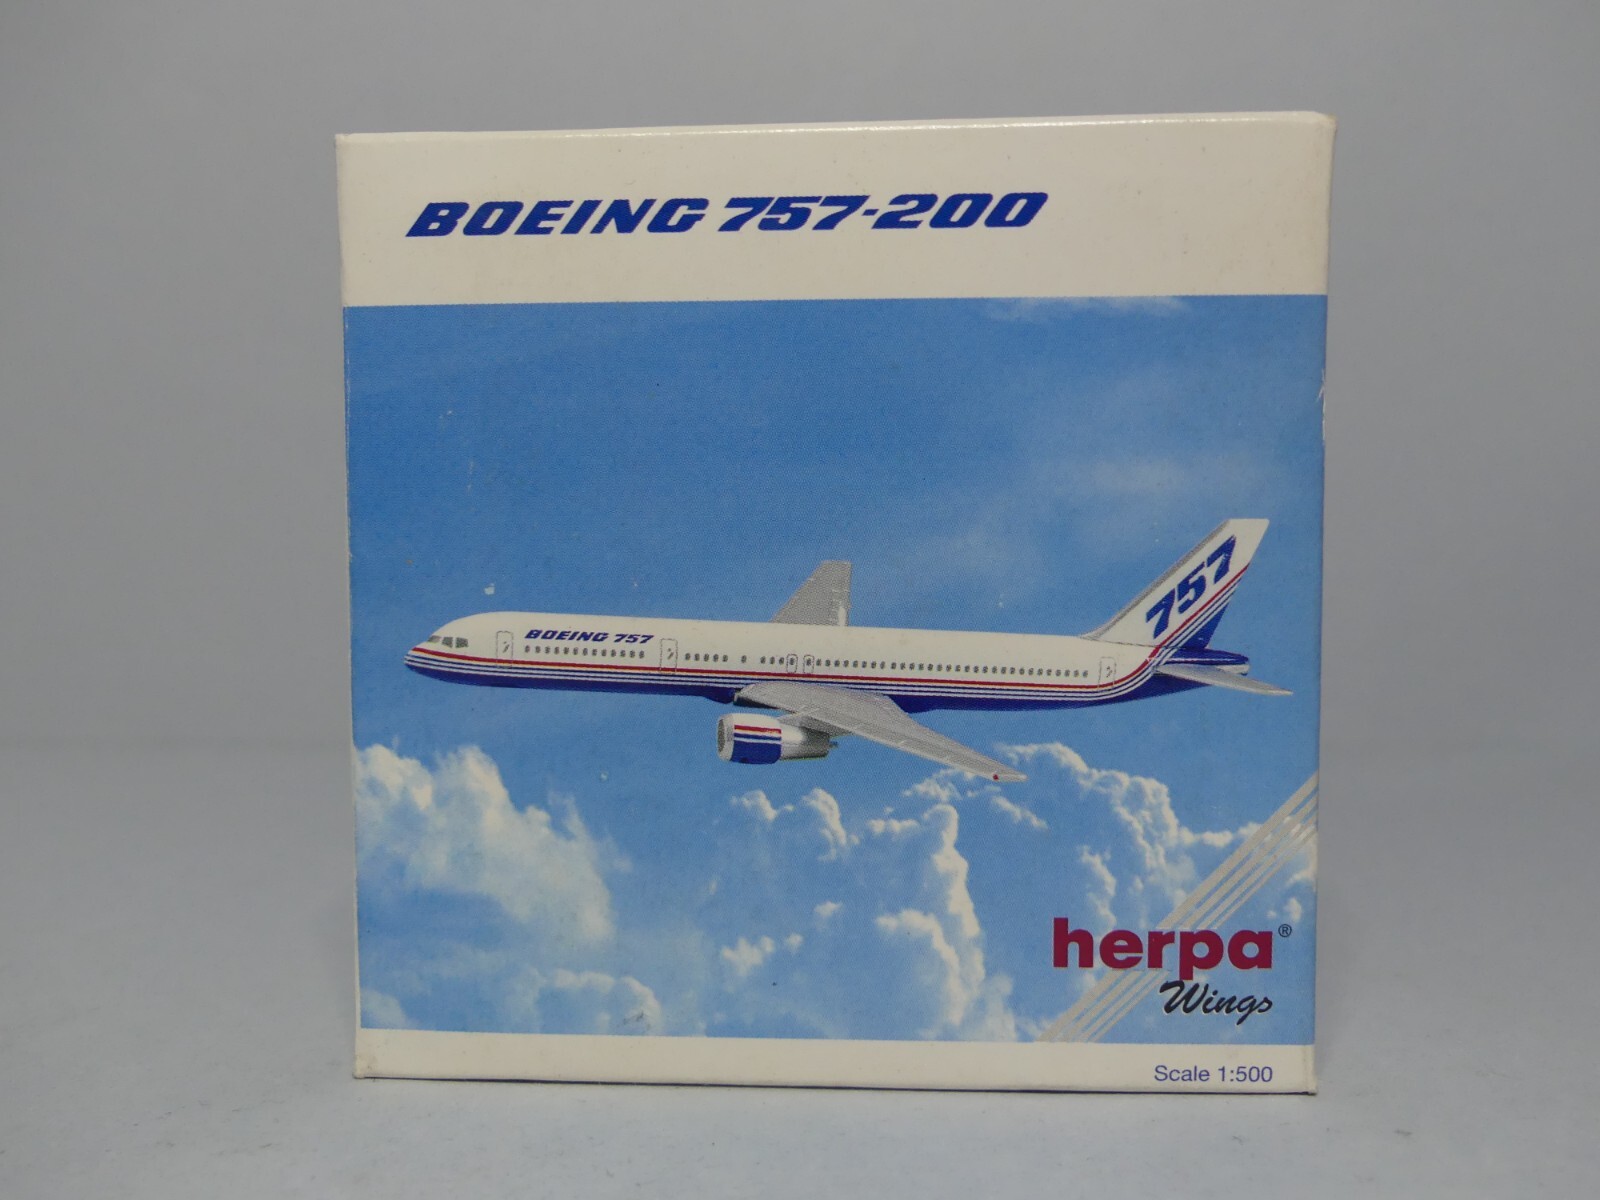 BOEING 757-200
757
BOEING 757
herpa®
Wings
Scale 1:500